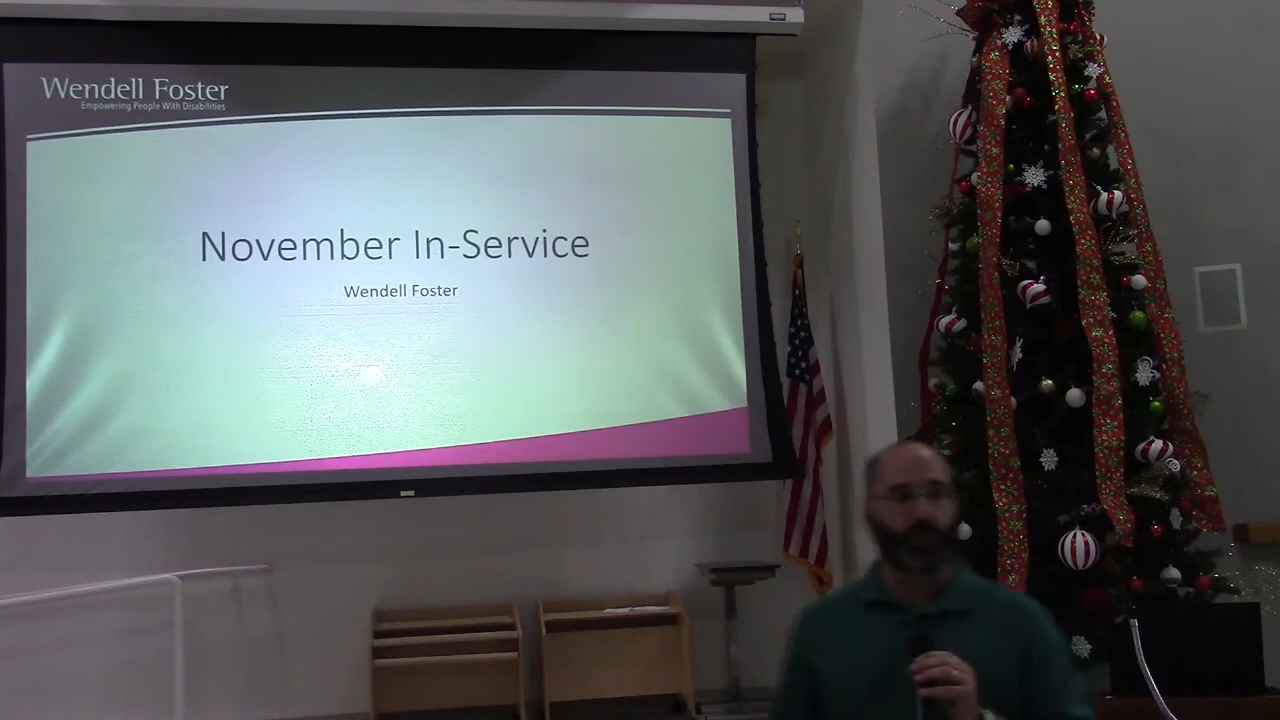 Wendell Foster
Empowering People With Disabilities
November In-Service
Wendell Foster